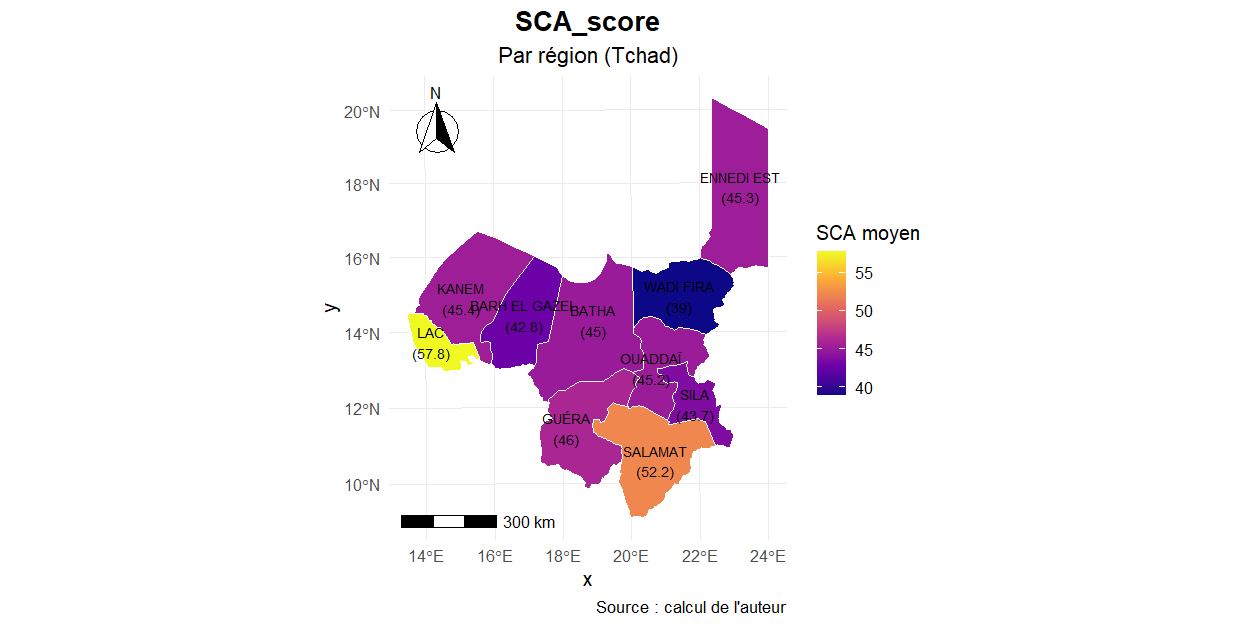 SCA_score
Par région (Tchad)
N
20°N
18°N
16°N
14°N
12°N
10°N
y
ENNEDI EST
(45.3)
KANEM
(45.4)
BARH EL GAZEL
(42.8)
BATHA
(45)
WADI FIRA
(39)
LAC
(57.8)
OUADDAÏ
(45.2)
SILA
(43.7)
GUÉRA
(46)
SALAMAT
(52.2)
300 km
14°E
16°E
18°E
20°E
22°E
24°E
x
SCA moyen
55
50
45
40
Source : calcul de l'auteur